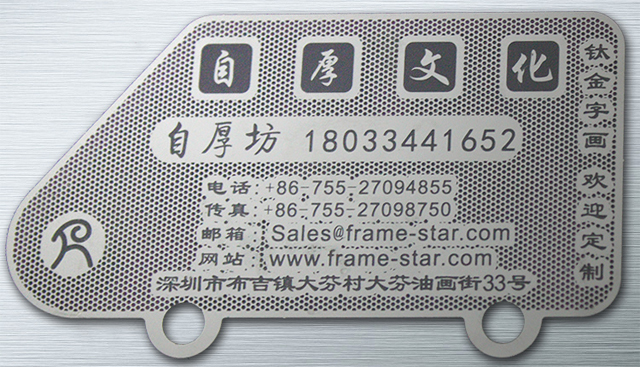 自厚文化
自厚坊 18033441652
电话:+86-755-27094855
传真:+86-755-27098750
邮箱:Sales@frame-star.com
网站:www.frame-star.com
深圳市布吉镇大芬村大芬油画街33号
钛金字画 欢迎定制